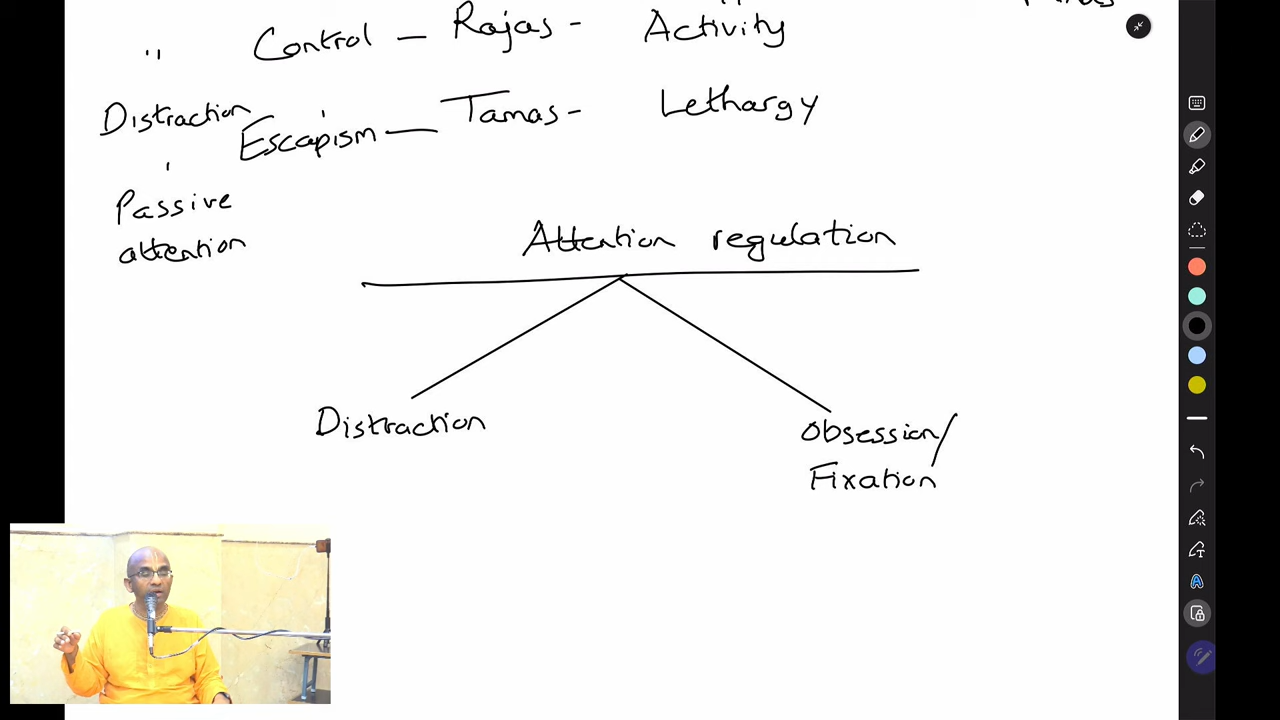 Control — Rajas - Activity
Distraction
Escapism — Tamas - Lethargy
Passive
attention
Attention regulation
Distraction
Obsession/
Fixation